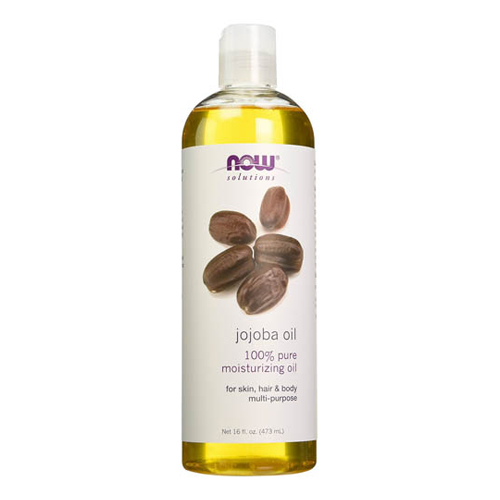 NOW®
solutions
jojoba oil
100% pure
moisturizing oil
for skin, hair & body
multi-purpose
Net 16 fl. oz. (473 mL)